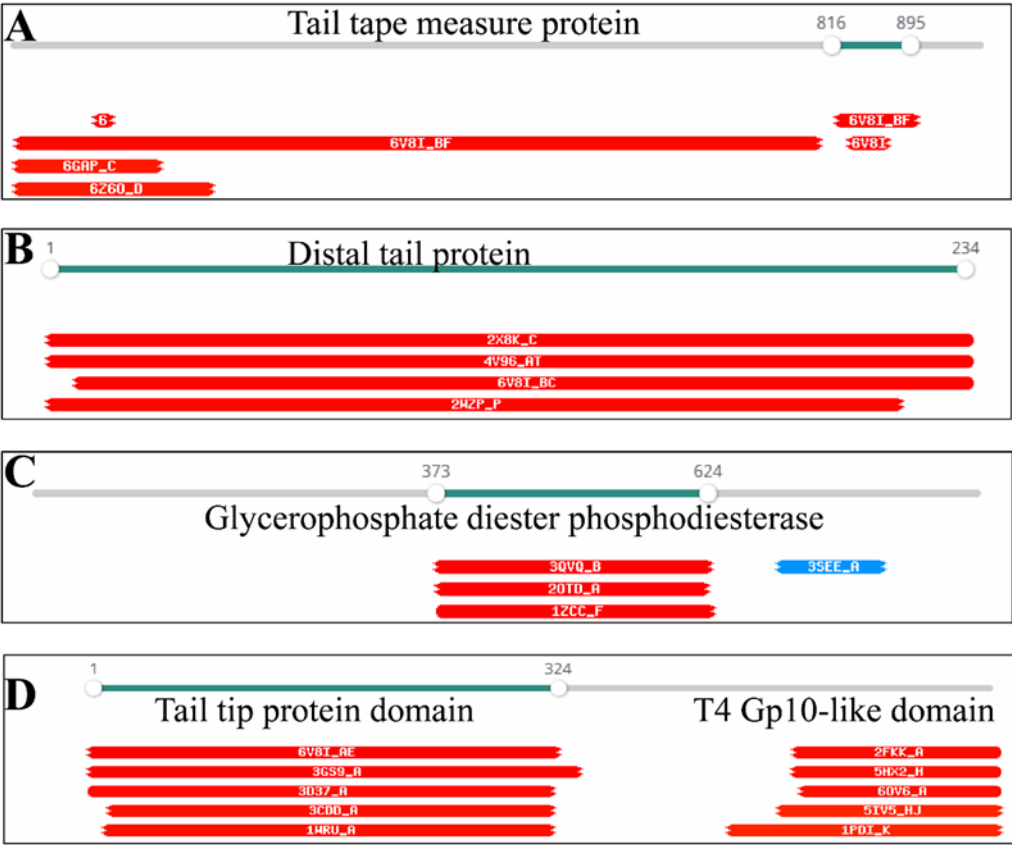 A
Tail tape measure protein
816
895
6
6V8I_BF
6V8I_BF
6V8I
6GAP_C
6Z6O_D
B
1
Distal tail protein
234
2X8K_C
4V96_AT
6V8I_BC
2WZP_P
C
373
624
Glycerophosphate diester phosphodiesterase
3QVQ_B
3SEE_A
2OTD_A
1ZCC_F
D
1
324
Tail tip protein domain
T4 Gp10-like domain
6V8I_AE
2FKK_A
3GS9_A
5HX2_H
3D37_A
6OV6_A
3CDD_A
5IV5_HJ
1WRU_A
1PDI_K